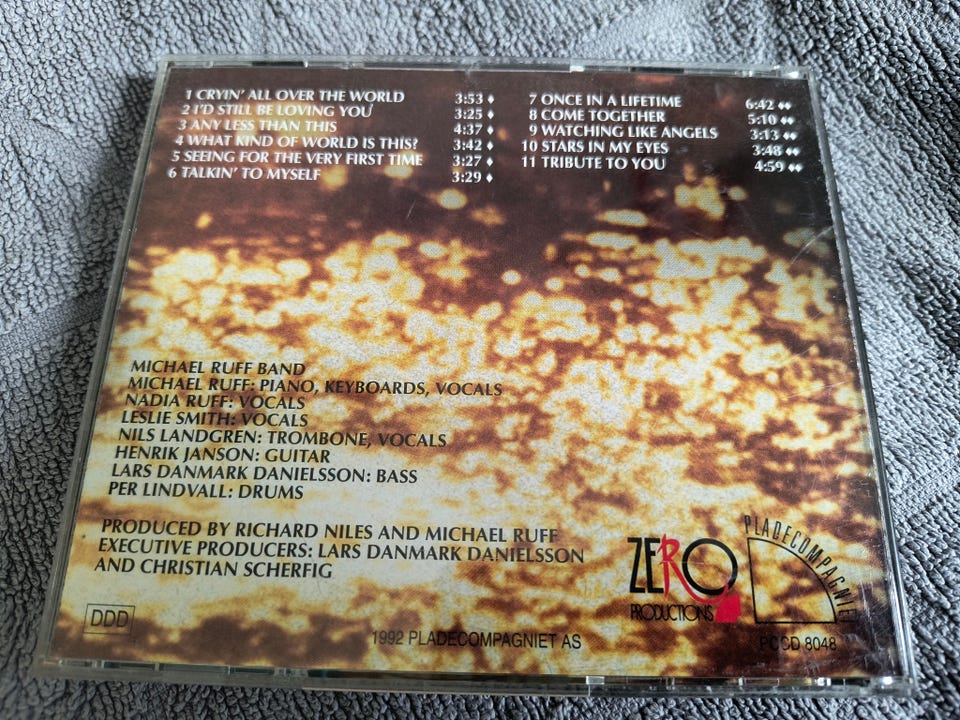 1 CRYIN' ALL OVER THE WORLD 3:53 ♦
2 I'D STILL BE LOVING YOU 3:25 ♦
3 ANY LESS THAN THIS 4:37 ♦
4 WHAT KIND OF WORLD IS THIS? 3:42 ♦
5 SEEING FOR THE VERY FIRST TIME 3:27 ♦
6 TALKIN' TO MYSELF 3:29 ♦
7 ONCE IN A LIFETIME 6:42 ♦♦
8 COME TOGETHER 5:10 ♦♦
9 WATCHING LIKE ANGELS 3:13 ♦♦
10 STARS IN MY EYES 3:48 ♦♦
11 TRIBUTE TO YOU 4:59 ♦♦
MICHAEL RUFF BAND
MICHAEL RUFF: PIANO, KEYBOARDS, VOCALS
NADIA RUFF: VOCALS
LESLIE SMITH: VOCALS
NILS LANDGREN: TROMBONE, VOCALS
HENRIK JANSON: GUITAR
LARS DANMARK DANIELSSON: BASS
PER LINDVALL: DRUMS
PRODUCED BY RICHARD NILES AND MICHAEL RUFF
EXECUTIVE PRODUCERS: LARS DANMARK DANIELSSON
AND CHRISTIAN SCHERFIG
DDD
1992 PLADECOMPAGNIET AS
ZERO
PRODUCTIONS
PLADECOMPAGNIET
PCCD 8048